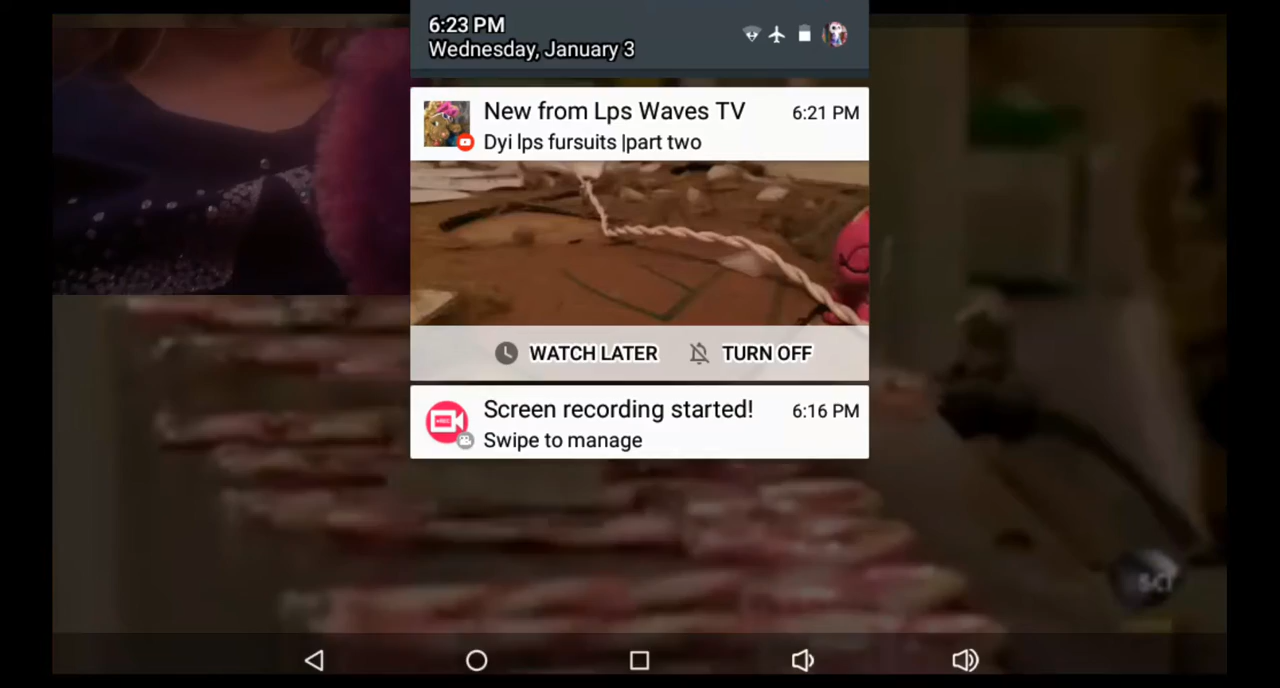 6:23 PM
Wednesday, January 3
New from Lps Waves TV 6:21 PM
Dyi lps fursuits |part two
WATCH LATER TURN OFF
Screen recording started! 6:16 PM
Swipe to manage
SCI